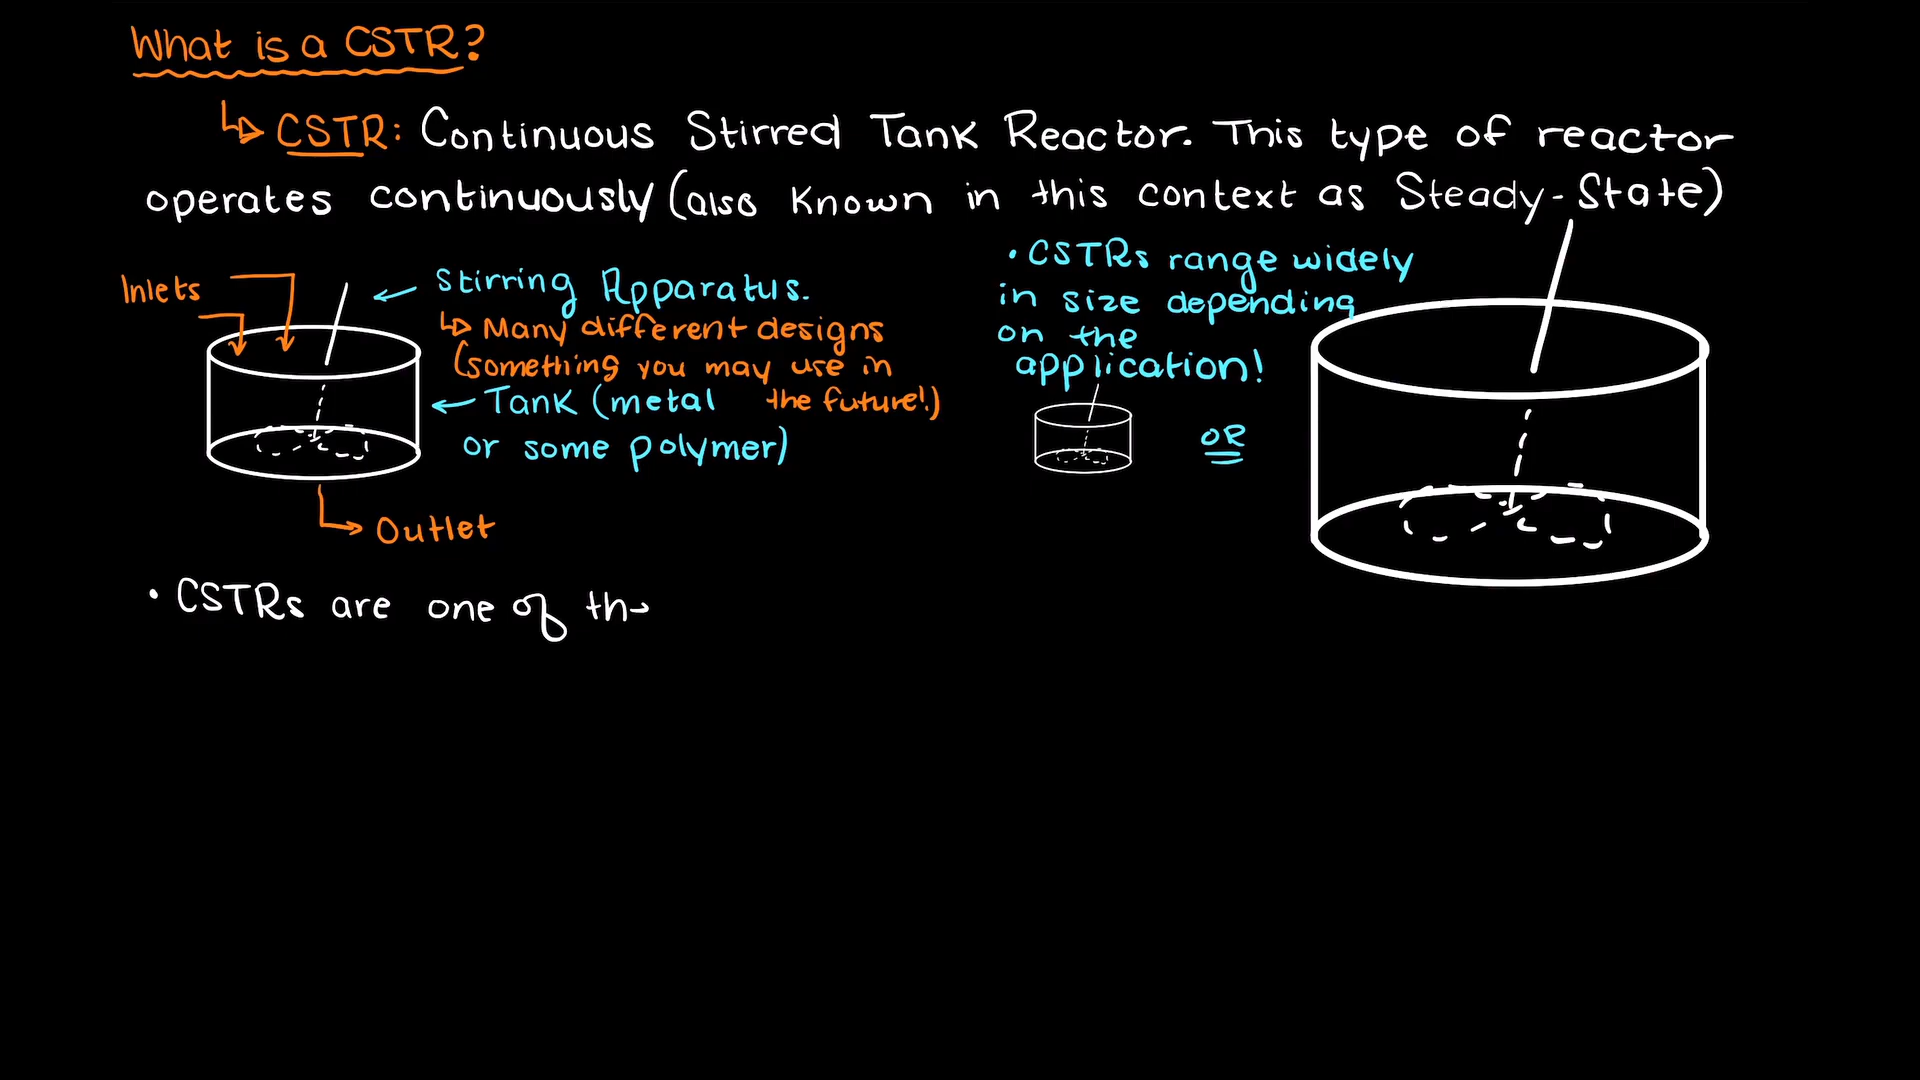 What is a CSTR?
CSTR: Continuous Stirred Tank Reactor. This type of reactor
operates continuously (also known in this context as Steady-State)
Inlets
Stirring Apparatus.
Many different designs
(something you may use in
the future!)
Tank (metal
or some polymer)
Outlet
• CSTRs range widely
in size depending
on the
application!
OR
• CSTRs are one of th